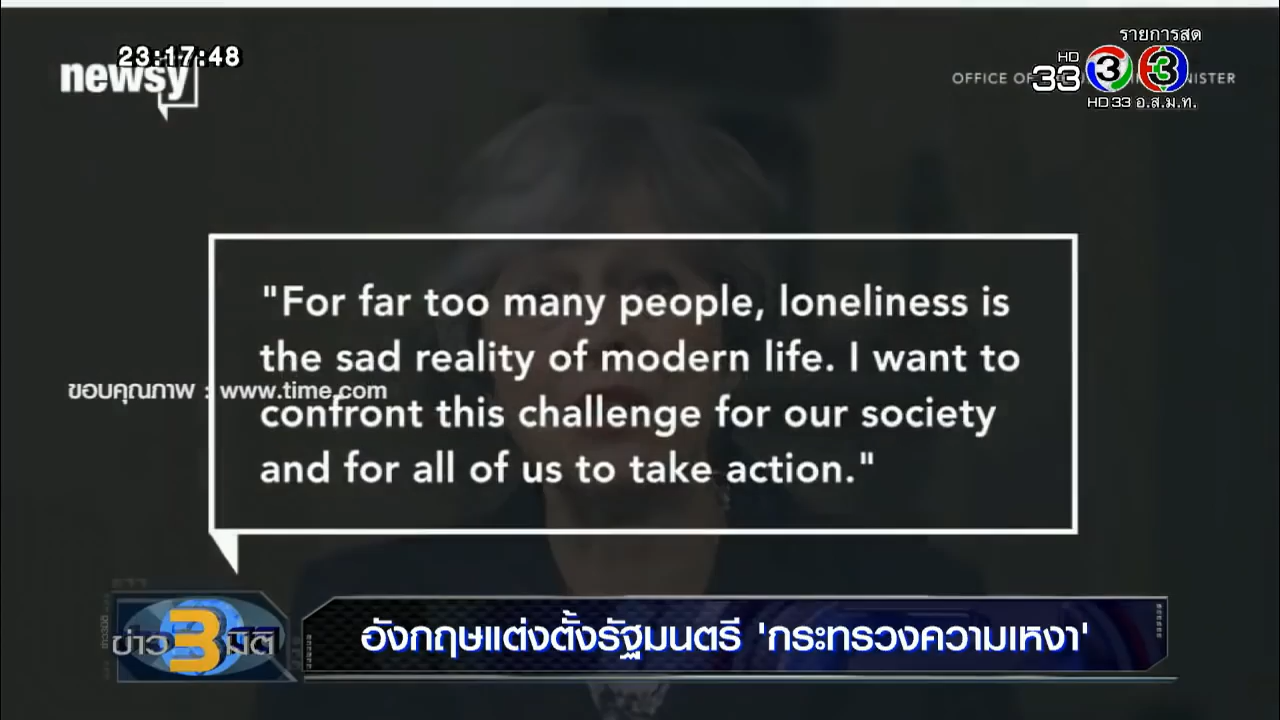 23:17:48
newsy
รายการสด
HD
33 3 3
HD33 อ.ส.ม.ท.
OFFICE OF
"For far too many people, loneliness is
the sad reality of modern life. I want to
ขอบคุณภาพ : www.time.com
confront this challenge for our society
and for all of us to take action."
ข่าว 3 มิติ
อังกฤษแต่งตั้งรัฐมนตรี 'กระทรวงความเหงา'